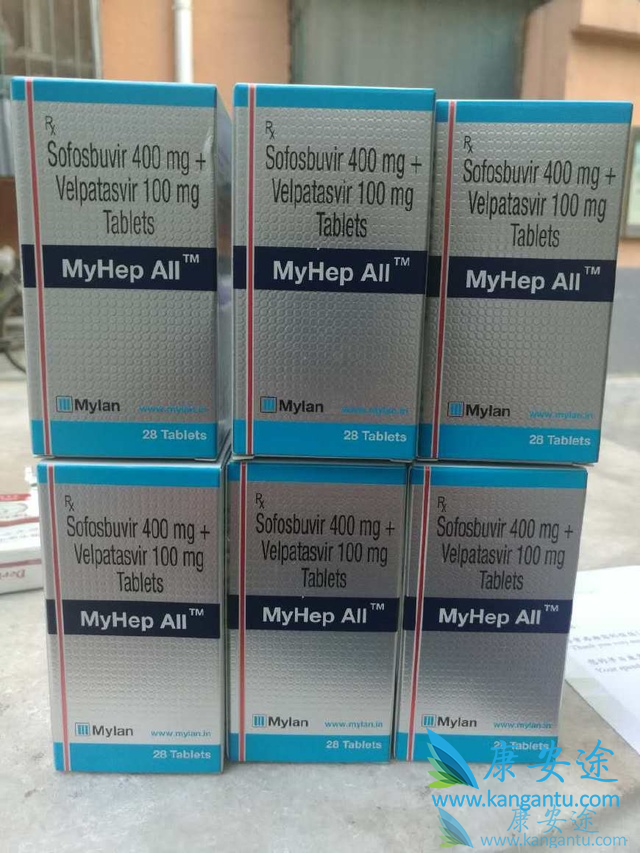 Rx
Sofosbuvir 400 mg +
Velpatasvir 100 mg
Tablets
MyHep All™
Mylan
www.mylan.in
28 Tablets
Rx
Sofosbuvir 400 mg +
Velpatasvir 100 mg
Tablets
MyHep All™
Mylan
www.mylan.in
28 Tablets
Rx
Sofosbuvir 400 mg +
Velpatasvir 100 mg
Tablets
MyHep All™
Mylan
www.mylan.in
28 Tablets
Rx
Sofosbuvir 400 mg +
Velpatasvir 100 mg
Tablets
MyHep All™
Mylan
www.mylan.in
28 Tablets
Rx
Sofosbuvir 400 mg +
Velpatasvir 100 mg
Tablets
MyHep All™
Mylan
www.mylan.in
28 Tablets
Rx
Sofosbuvir 400 mg +
Velpatasvir 100 mg
Tablets
MyHep All™
Mylan
www.mylan.in
28 Tablets
Thank you very
康安途
www.kangantu.com
康安途
www.kangantu.com